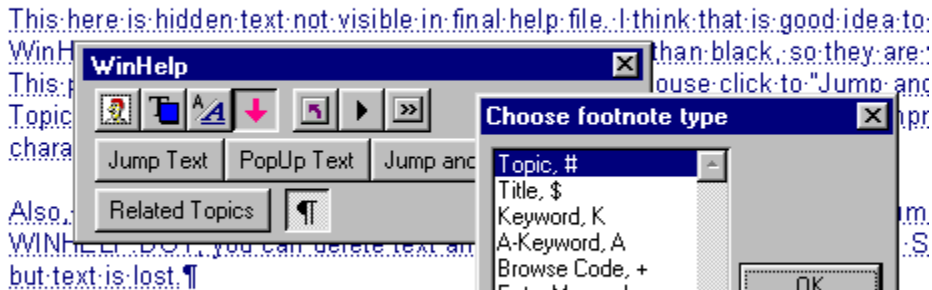 This here is hidden text not visible in final help file. I think that is good idea to
WinHelp
than black, so they are
This
ouse click to "Jump and
Topic
Choose footnote type
chara
Jump Text
PopUp Text
Jump and
Topic, #
Title, $
Keyword, K
A-Keyword, A
Browse Code, +
Related Topics
¶
Also,
WINHELP.DOT, you can delete text an
but text is lost.¶
OK